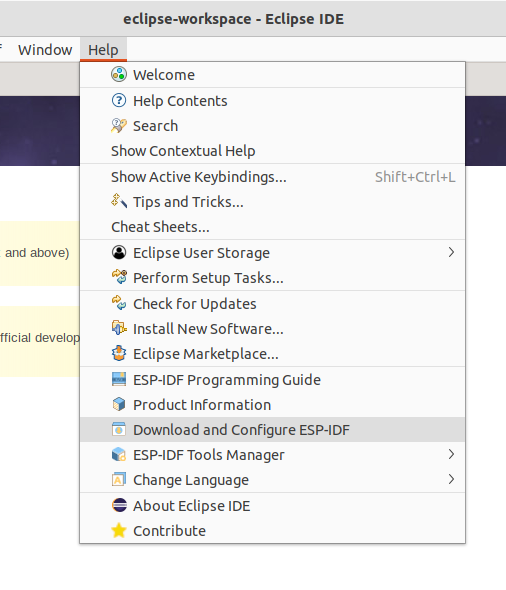 eclipse-workspace - Eclipse IDE
Window Help
Welcome
Help Contents
Search
Show Contextual Help
Show Active Keybindings... Shift+Ctrl+L
Tips and Tricks...
Cheat Sheets...
and above)
Eclipse User Storage
Perform Setup Tasks...
Check for Updates
Install New Software...
fficial develop
Eclipse Marketplace...
ESP-IDF Programming Guide
Product Information
Download and Configure ESP-IDF
ESP-IDF Tools Manager
Change Language
About Eclipse IDE
Contribute